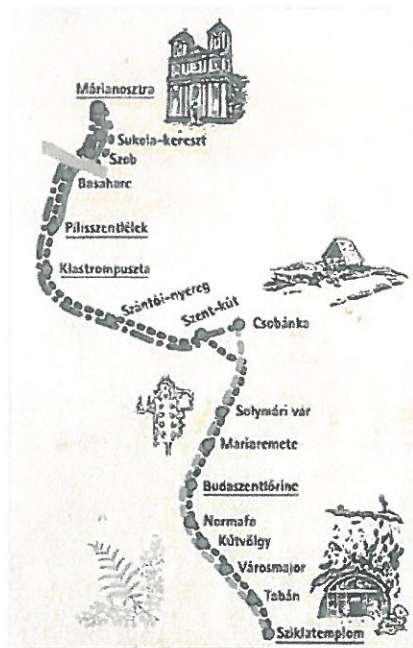 Márianosztra
Sukola-kereszt
Szob
Basaharc
Pilisszentlélek
Klastrompuszta
Szántói-nyereg
Szent-kút
Csobánka
Solymári vár
Máriaremete
Budaszentlőrinc
Normafa
Kútvölgy
Városmajor
Tabán
Sziklatemplom